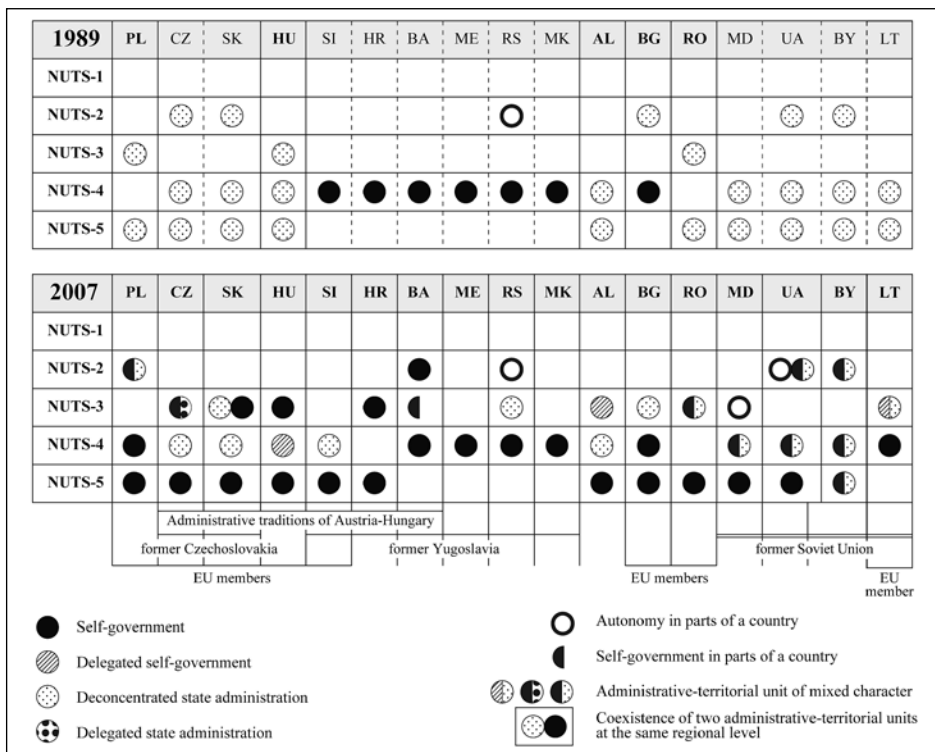 1989 PL CZ SK HU SI HR BA ME RS MK AL BG RO MD UA BY LT
NUTS-1
NUTS-2
NUTS-3
NUTS-4
NUTS-5
2007 PL CZ SK HU SI HR BA ME RS MK AL BG RO MD UA BY LT
NUTS-1
NUTS-2
NUTS-3
NUTS-4
NUTS-5
Administrative traditions of Austria-Hungary
former Czechoslovakia former Yugoslavia former Soviet Union
EU members EU members EU
member
Self-government
Delegated self-government
Deconcentrated state administration
Delegated state administration
Autonomy in parts of a country
Self-government in parts of a country
Administrative-territorial unit of mixed character
Coexistence of two administrative-territorial units
at the same regional level